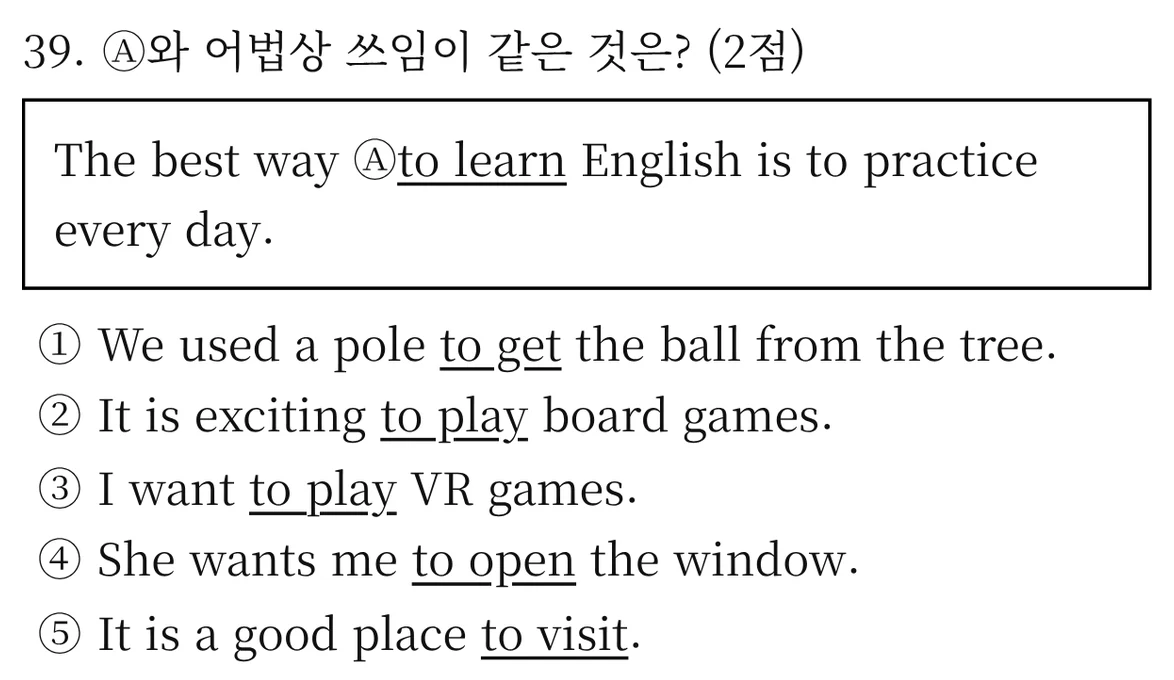 39. Ⓐ와 어법상 쓰임이 같은 것은? (2점)
The best way Ⓐto learn English is to practice
every day.
① We used a pole to get the ball from the tree.
② It is exciting to play board games.
③ I want to play VR games.
④ She wants me to open the window.
⑤ It is a good place to visit.